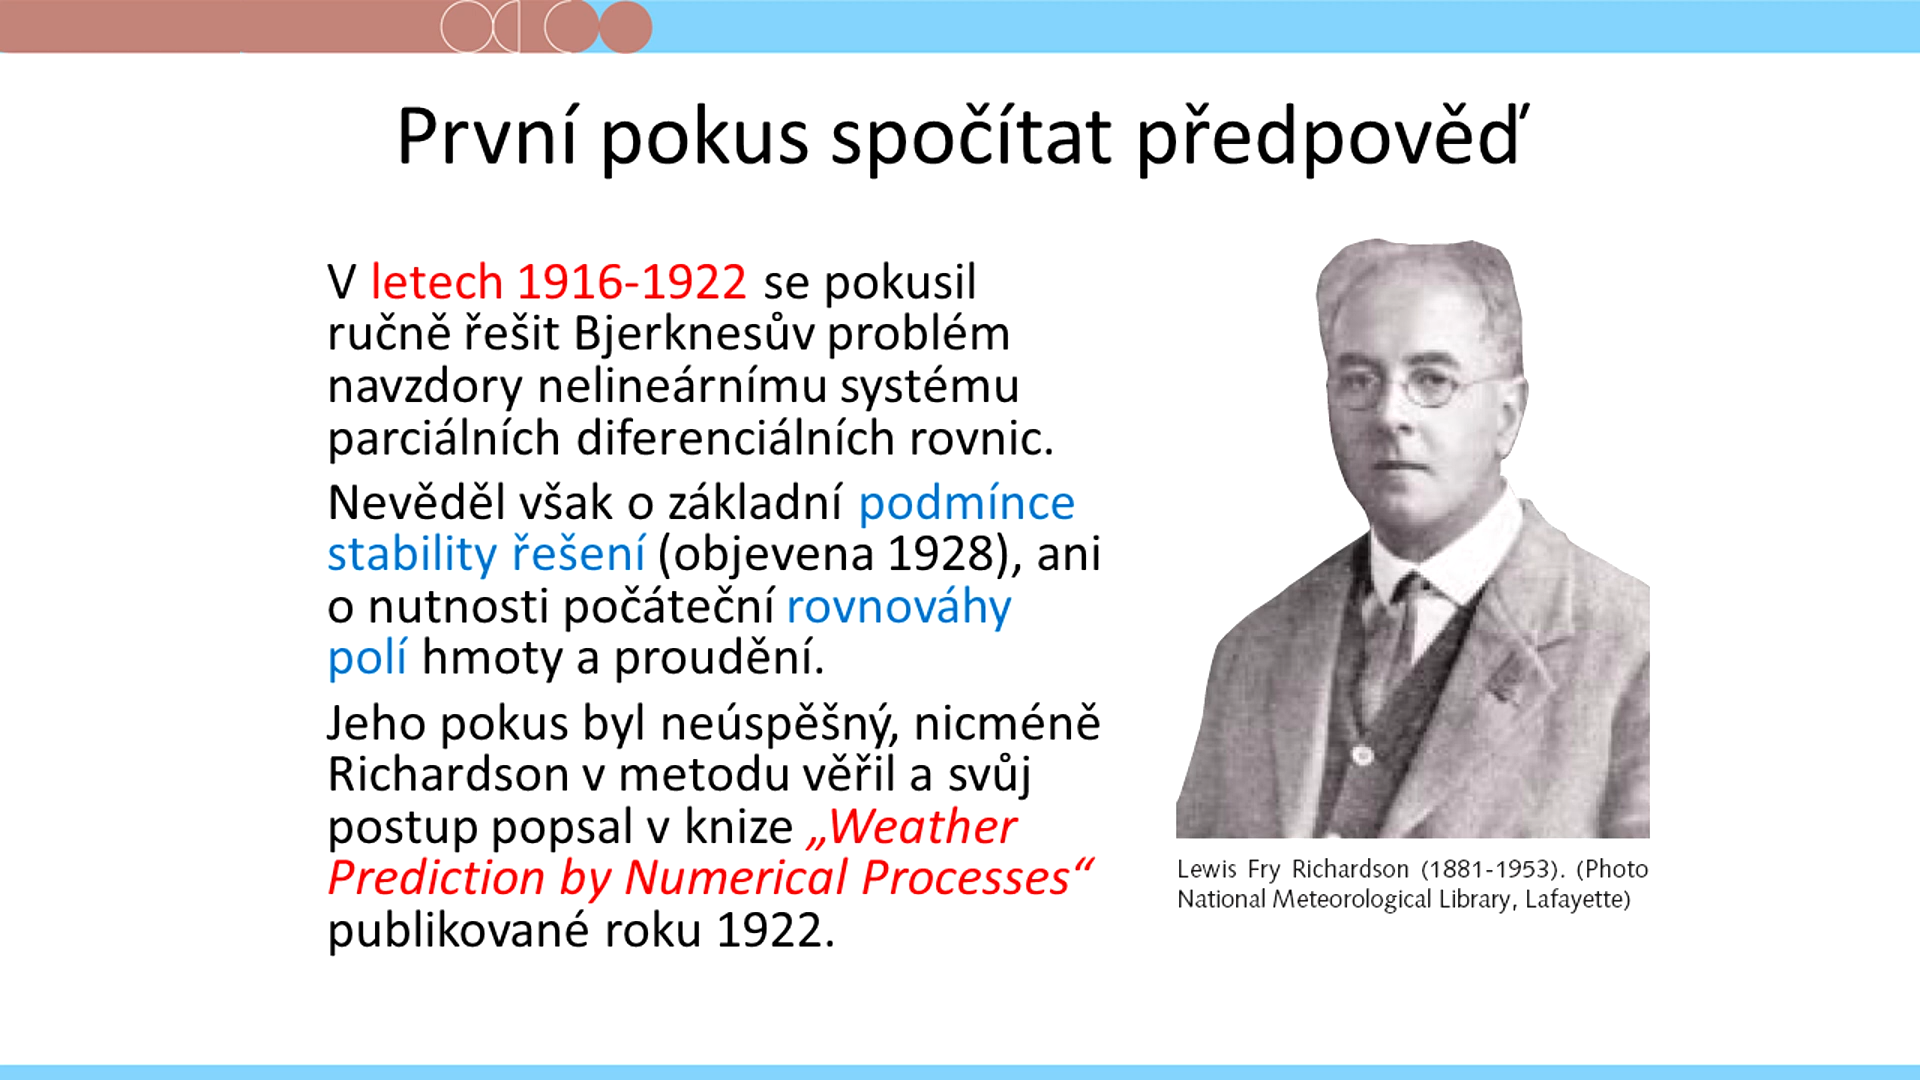 První pokus spočítat předpověď
V letech 1916-1922 se pokusil
ručně řešit Bjerknesův problém
navzdory nelineárnímu systému
parciálních diferenciálních rovnic.
Nevěděl však o základní podmínce
stability řešení (objevena 1928), ani
o nutnosti počáteční rovnováhy
polí hmoty a proudění.
Jeho pokus byl neúspěšný, nicméně
Richardson v metodu věřil a svůj
postup popsal v knize „Weather
Prediction by Numerical Processes“
publikované roku 1922.
Lewis Fry Richardson (1881-1953). (Photo
National Meteorological Library, Lafayette)